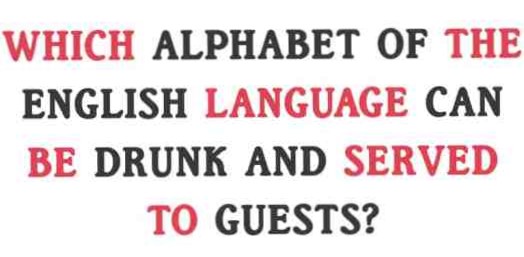 WHICH ALPHABET OF THE
ENGLISH LANGUAGE CAN
BE DRUNK AND SERVED
TO GUESTS?